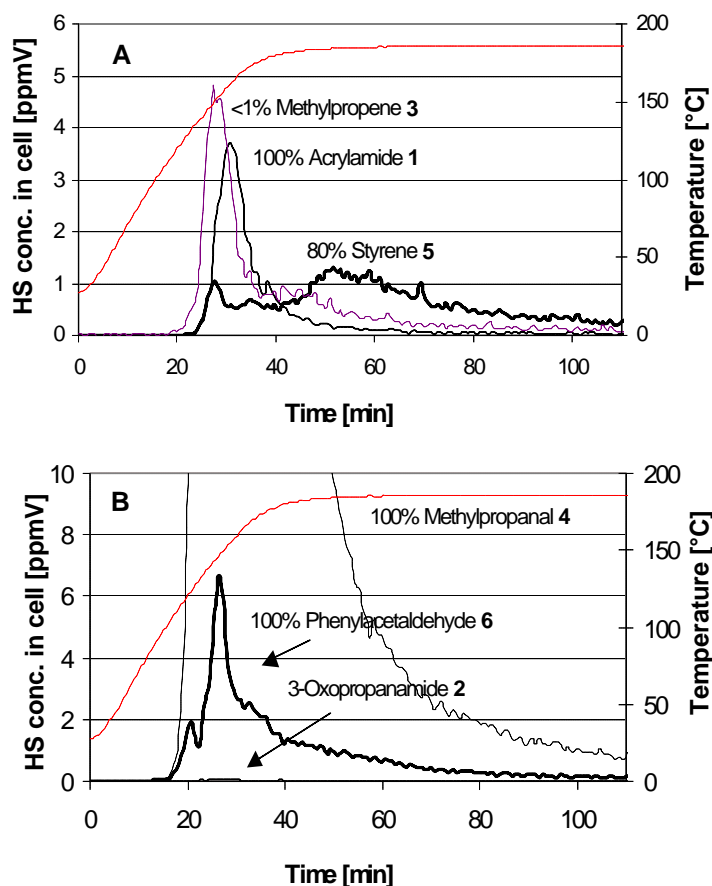 A
HS conc. in cell [ppmV]
6
5
4
3
2
1
0
<1% Methylpropene 3
100% Acrylamide 1
80% Styrene 5
200
150
100
50
0
Temperature [°C]
0 20 40 60 80 100
Time [min]
B
HS conc. in cell [ppmV]
10
8
6
4
2
0
100% Methylpropanal 4
100% Phenylacetaldehyde 6
3-Oxopropanamide 2
200
150
100
50
0
Temperature [°C]
0 20 40 60 80 100
Time [min]